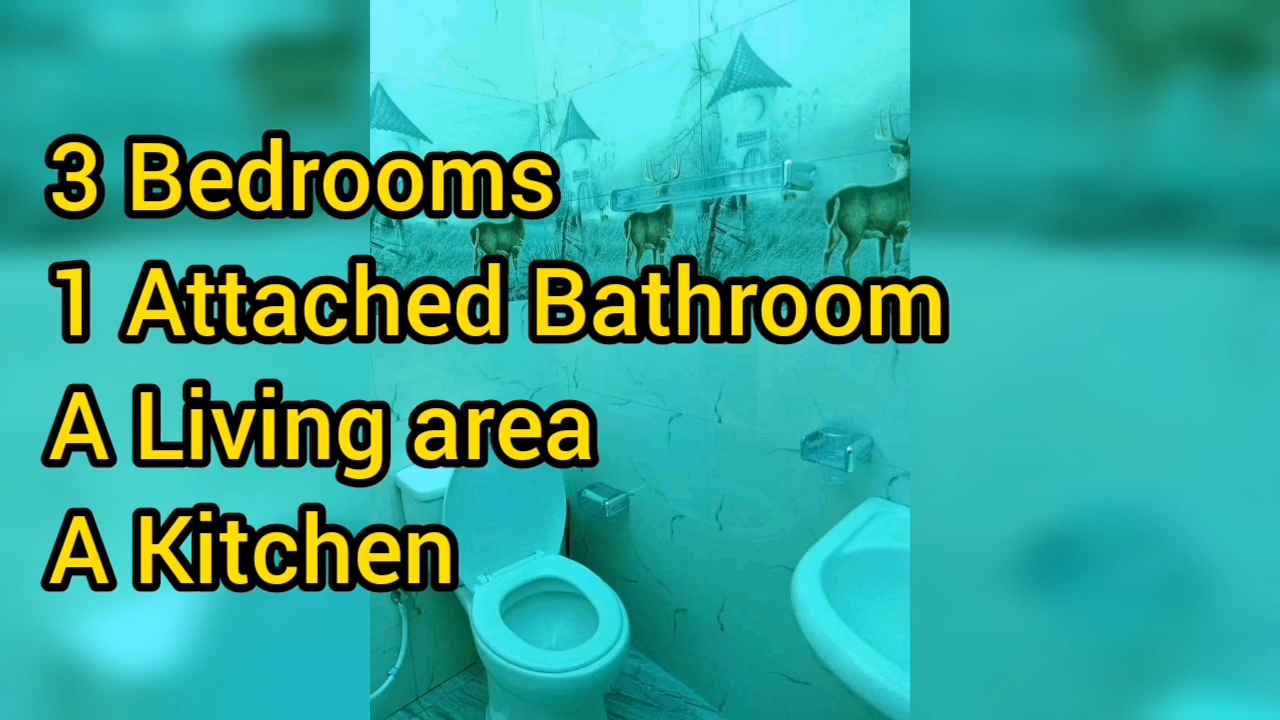 3 Bedrooms
1 Attached Bathroom
A Living area
A Kitchen